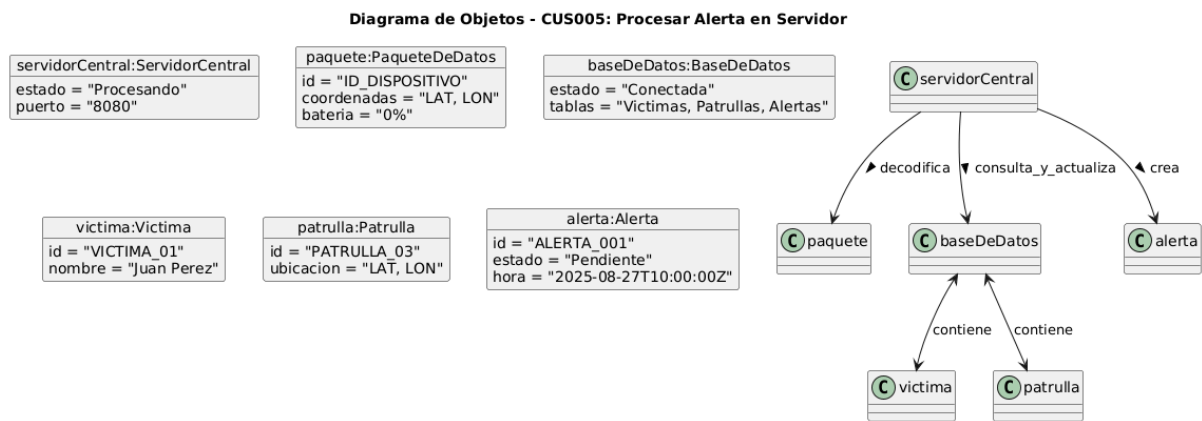 Diagrama de Objetos - CUS005: Procesar Alerta en Servidor
servidorCentral:ServidorCentral
estado = "Procesando"
puerto = "8080"
paquete:PaqueteDeDatos
id = "ID_DISPOSITIVO"
coordenadas = "LAT, LON"
bateria = "0%"
baseDeDatos:BaseDeDatos
estado = "Conectada"
tablas = "Victimas, Patrullas, Alertas"
C servidorCentral
decodifica
consulta_y_actualiza
crea
victima:Victima
id = "VICTIMA_01"
nombre = "Juan Perez"
patrulla:Patrulla
id = "PATRULLA_03"
ubicacion = "LAT, LON"
alerta:Alerta
id = "ALERTA_001"
estado = "Pendiente"
hora = "2025-08-27T10:00:00Z"
C paquete
C baseDeDatos
C alerta
contiene
contiene
C victima
C patrulla